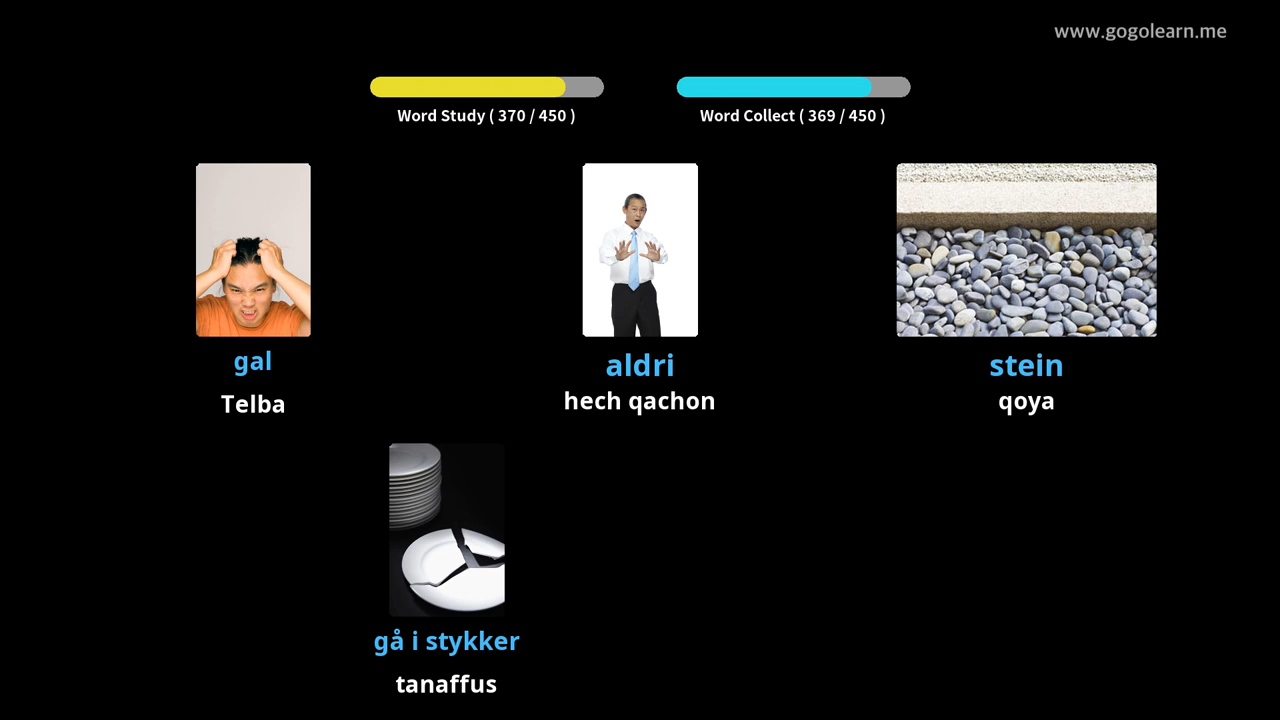 www.gogolearn.me
Word Study ( 370 / 450 )
Word Collect ( 369 / 450 )
gal
Telba
aldri
hech qachon
stein
qoya
gå i stykker
tanaffus